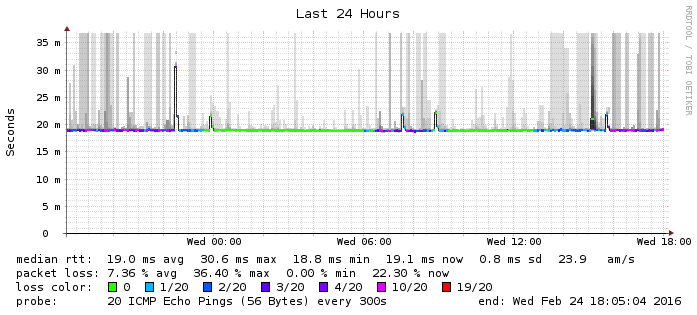 Last 24 Hours
RRDTOOL / TOBI OETIKER
Seconds
35 m
30 m
25 m
20 m
15 m
10 m
5 m
0
Wed 00:00 Wed 06:00 Wed 12:00 Wed 18:00
median rtt: 19.0 ms avg 30.6 ms max 18.8 ms min 19.1 ms now 0.8 ms sd 23.9 am/s
packet loss: 7.36 % avg 36.40 % max 0.00 % min 22.30 % now
loss color: 0 1/20 2/20 3/20 4/20 10/20 19/20
probe: 20 ICMP Echo Pings (56 Bytes) every 300s end: Wed Feb 24 18:05:04 2016